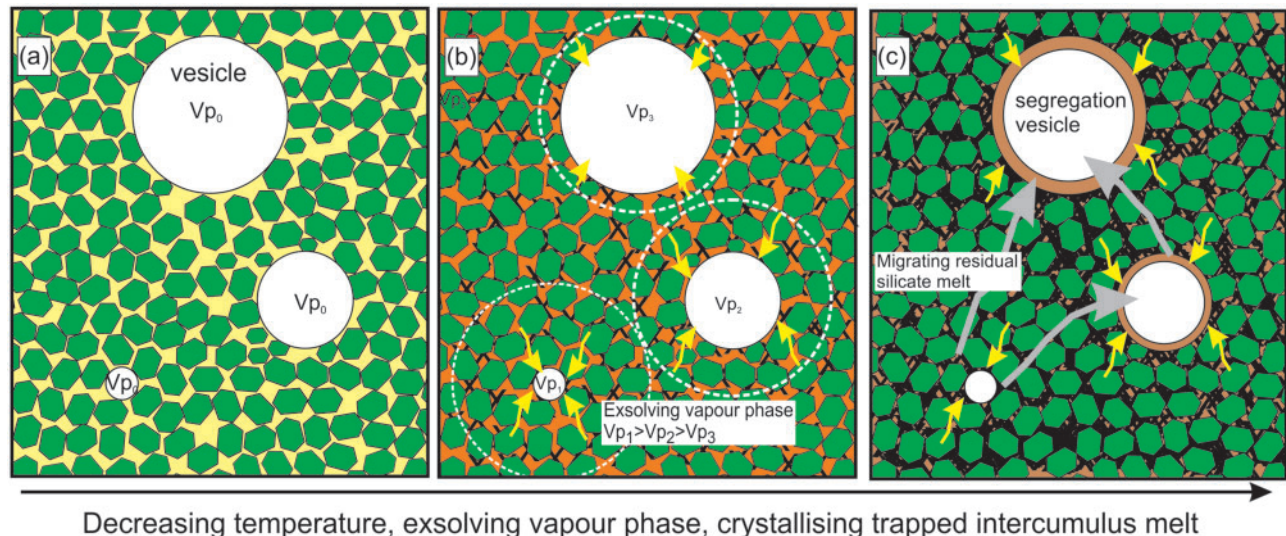 (a)
vesicle
Vp₀
Vp₀
Vp₀
(b)
Vp₃
Vp₂
Vp₁
Exsolving vapour phase
Vp₁>Vp₂>Vp₃
(c)
segregation
vesicle
Migrating residual
silicate melt
Decreasing temperature, exsolving vapour phase, crystallising trapped intercumulus melt